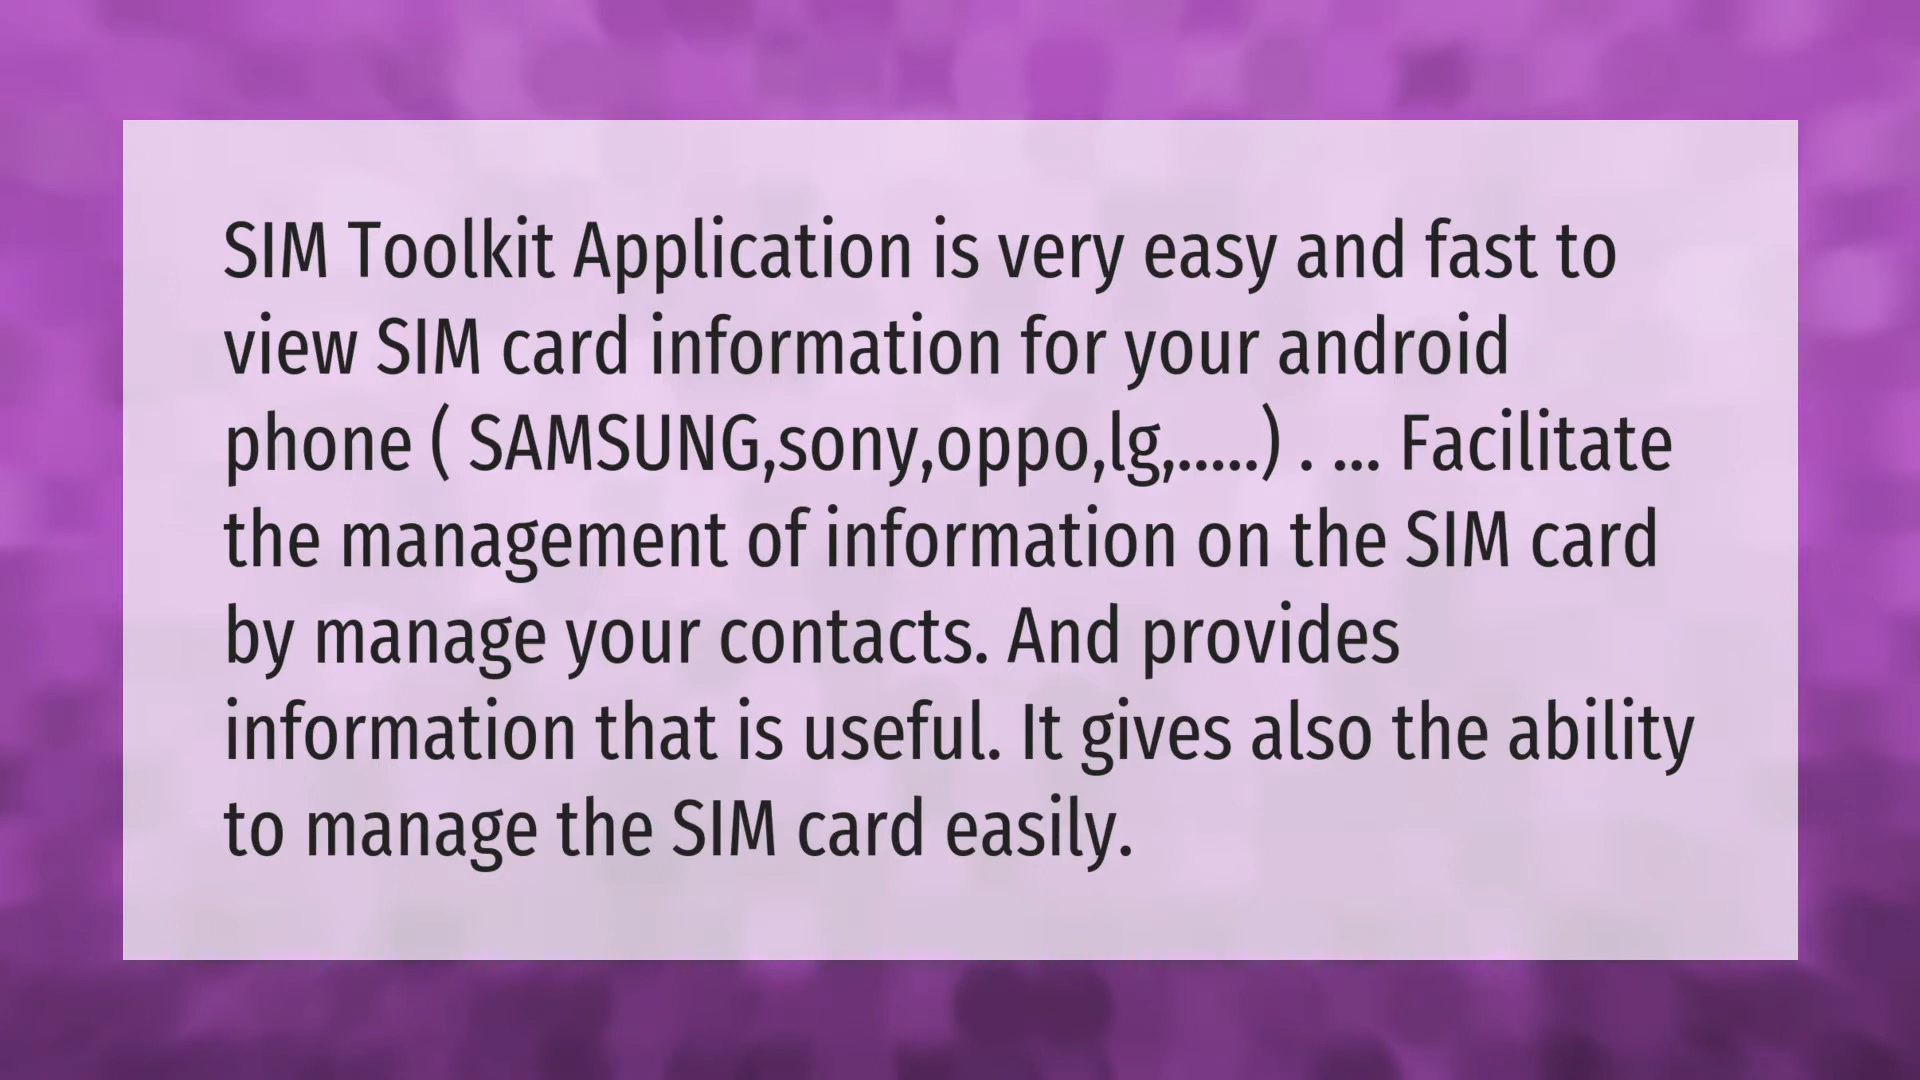 SIM Toolkit Application is very easy and fast to
view SIM card information for your android
phone ( SAMSUNG,sony,oppo,lg,.....) . ... Facilitate
the management of information on the SIM card
by manage your contacts. And provides
information that is useful. It gives also the ability
to manage the SIM card easily.